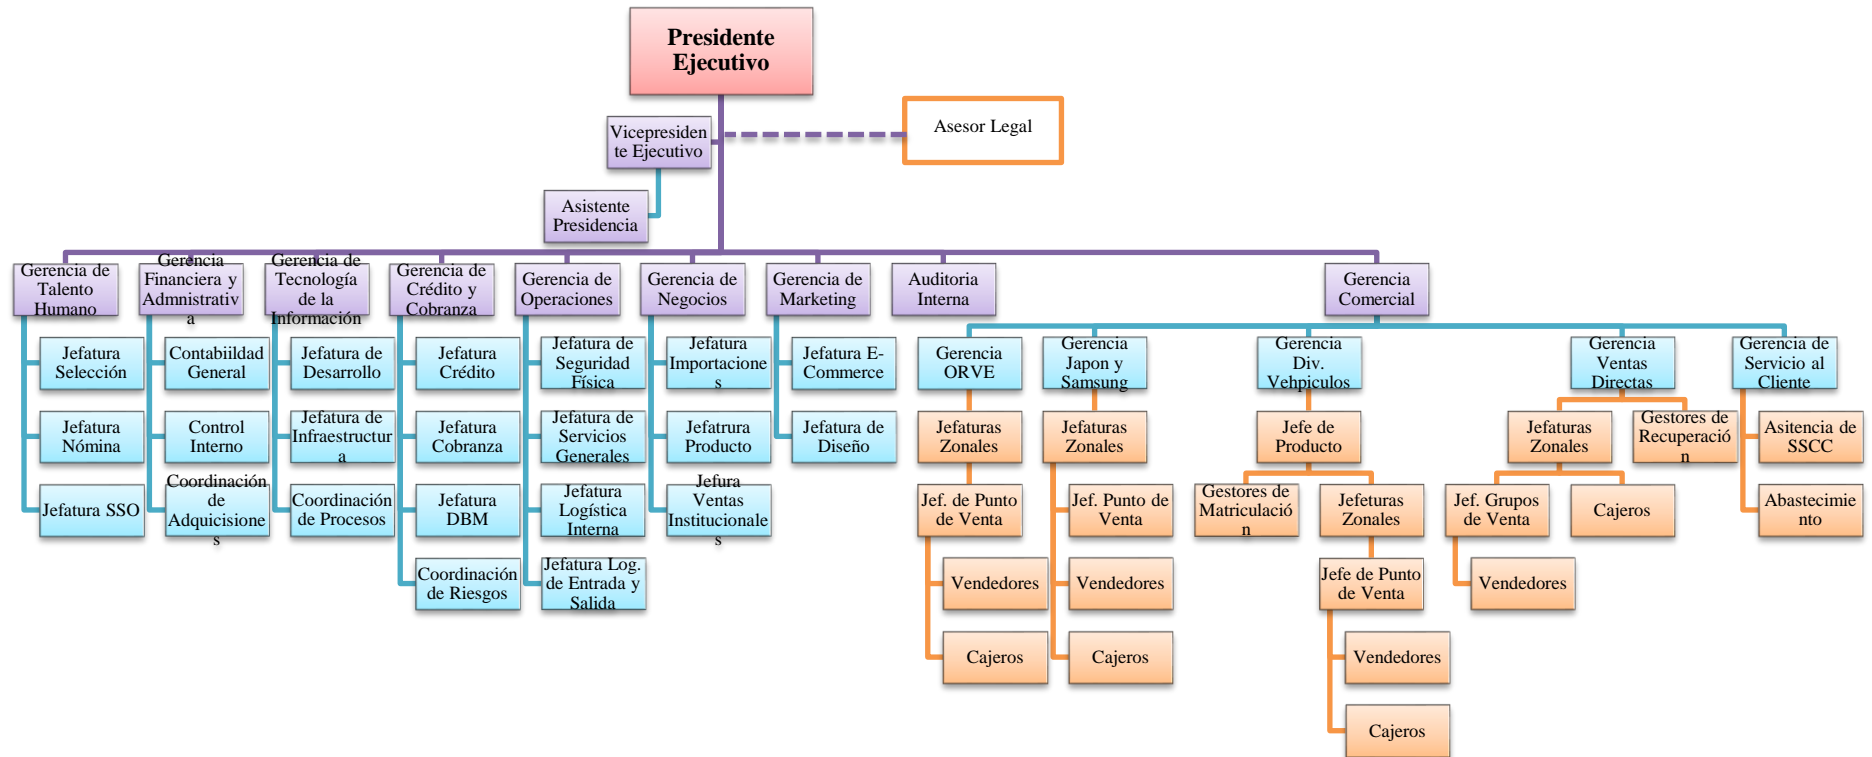 Presidente
Ejecutivo
Asesor Legal
Vicepresiden
te Ejecutivo
Asistente
Presidencia
Gerencia de
Talento
Humano
Gerencia
Financiera y
Admnistrativ
a
Gerencia de
Tecnología
de la
Información
Gerencia de
Crédito y
Cobranza
Gerencia de
Operaciones
Gerencia de
Negocios
Gerencia de
Marketing
Auditoria
Interna
Gerencia
Comercial
Jefatura
Selección
Contabiildad
General
Jefatura de
Desarrollo
Jefatura
Crédito
Jefatura de
Seguridad
Física
Jefatura
Importacione
s
Jefatura E-
Commerce
Gerencia
ORVE
Gerencia
Japon y
Samsung
Gerencia
Div.
Vehpiculos
Gerencia
Ventas
Directas
Gerencia de
Servicio al
Cliente
Jefatura
Nómina
Control
Interno
Jefatura de
Infraestructur
a
Jefatura
Cobranza
Jefatura de
Servicios
Generales
Jefatrura
Producto
Jefatura de
Diseño
Jefaturas
Zonales
Jefaturas
Zonales
Jefe de
Producto
Jefaturas
Zonales
Gestores de
Recuperació
n
Asitencia de
SSCC
Jefatura SSO
Coordinación
de
Adquicisione
s
Coordinación
de Procesos
Jefatura
DBM
Jefatura
Logística
Interna
Jefura
Ventas
Institucionale
s
Jef. de Punto
de Venta
Jef. Punto de
Venta
Gestores de
Matriculació
n
Jefeturas
Zonales
Jef. Grupos
de Venta
Cajeros
Abastecimie
nto
Coordinación
de Riesgos
Jefatura Log.
de Entrada y
Salida
Vendedores
Vendedores
Jefe de Punto
de Venta
Vendedores
Cajeros
Cajeros
Vendedores
Cajeros